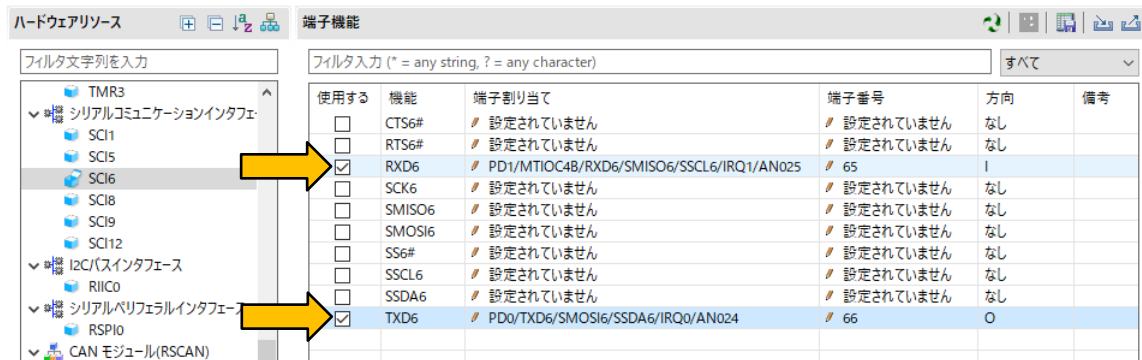 ハードウェアリソース
フィルタ文字列を入力
TMR3
シリアルコミュニケーションインタフェ
SCI1
SCI5
SCI6
SCI8
SCI9
SCI12
I2Cバスインタフェース
RIIC0
シリアルペリフェラルインタフェース
RSPI0
CAN モジュール(RSCAN)
端子機能
フィルタ入力 (* = any string, ? = any character)
すべて
使用する 機能 端子割り当て 端子番号 方向 備考
CTS6# 設定されていません 設定されていません なし
RTS6# 設定されていません 設定されていません なし
RXD6 PD1/MTIOC4B/RXD6/SMISO6/SSCL6/IRQ1/AN025 65 I
SCK6 設定されていません 設定されていません なし
SMISO6 設定されていません 設定されていません なし
SMOSI6 設定されていません 設定されていません なし
SS6# 設定されていません 設定されていません なし
SSCL6 設定されていません 設定されていません なし
SSDA6 設定されていません 設定されていません なし
TXD6 PD0/TXD6/SMOSI6/SSDA6/IRQ0/AN024 66 O